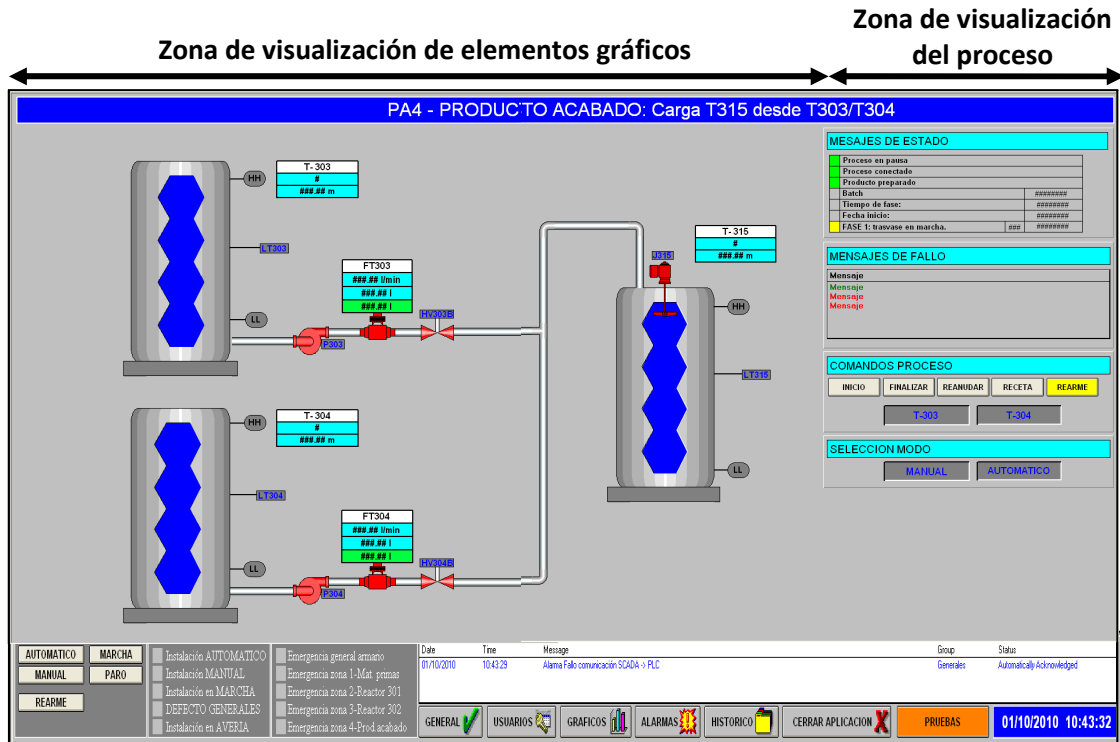 Zona de visualización de elementos gráficos
Zona de visualización
del proceso
PA4 - PRODUCTO ACABADO: Carga T315 desde T303/T304
T- 303
#
###.## m
HH
LT303
LL
FT303
###.## l/min
###.## l
###.## l
HV303B
P303
T- 304
#
###.## m
HH
LT304
LL
FT304
###.## l/min
###.## l
###.## l
HV304B
P304
T- 315
#
###.## m
J315
HH
LT315
LL
MESAJES DE ESTADO
Proceso en pausa
Proceso conectado
Producto preparado
Batch ########
Tiempo de fase: ########
Fecha inicio: ########
FASE 1: trasvase en marcha. ### ########
MENSAJES DE FALLO
Mensaje
Mensaje
Mensaje
Mensaje
COMANDOS PROCESO
INICIO FINALIZAR REANUDAR RECETA REARME
T-303 T-304
SELECCION MODO
MANUAL AUTOMATICO
AUTOMATICO MARCHA
MANUAL PARO
REARME
Instalación AUTOMATICO
Instalación MANUAL
Instalación en MARCHA
DEFECTO GENERALES
Instalación en AVERIA
Emergencia general armario
Emergencia zona 1-Mat. primas
Emergencia zona 2-Reactor 301
Emergencia zona 3-Reactor 302
Emergencia zona 4-Prod.acabado
Date Time Message Group Status
01/10/2010 10:43:29 Alarma Fallo comunicación SCADA -> PLC Generales Automatically Acknowledged
GENERAL USUARIOS GRAFICOS ALARMAS HISTORICO CERRAR APLICACION PRUEBAS 01/10/2010 10:43:32